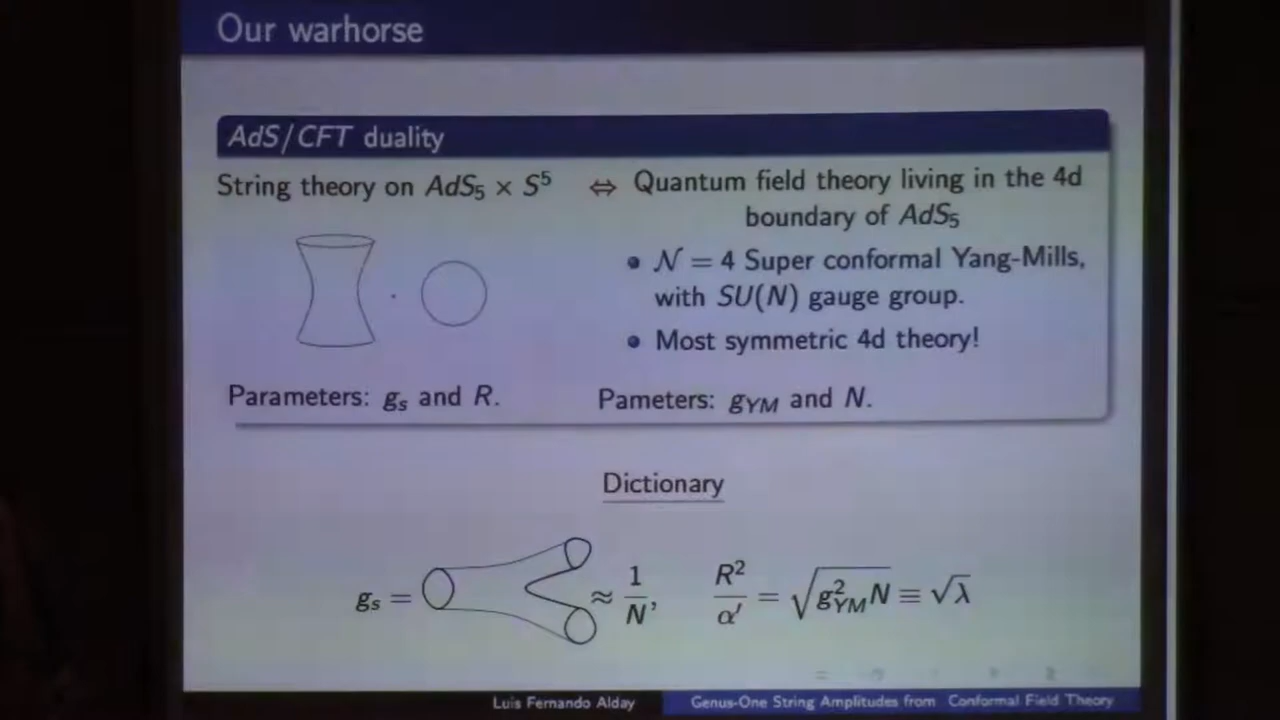 Our warhorse
AdS/CFT duality
String theory on AdS₅ × S⁵ ⇔ Quantum field theory living in the 4d
boundary of AdS₅
• 𝒩 = 4 Super conformal Yang-Mills,
with SU(N) gauge group.
• Most symmetric 4d theory!
Parameters: gₛ and R.
Pameters: g_YM and N.
Dictionary
gₛ = ≈ 1/N, R²/α′ = √(g²_YM N) ≡ √λ
Luis Fernando Alday
Genus-One String Amplitudes from Conformal Field Theory